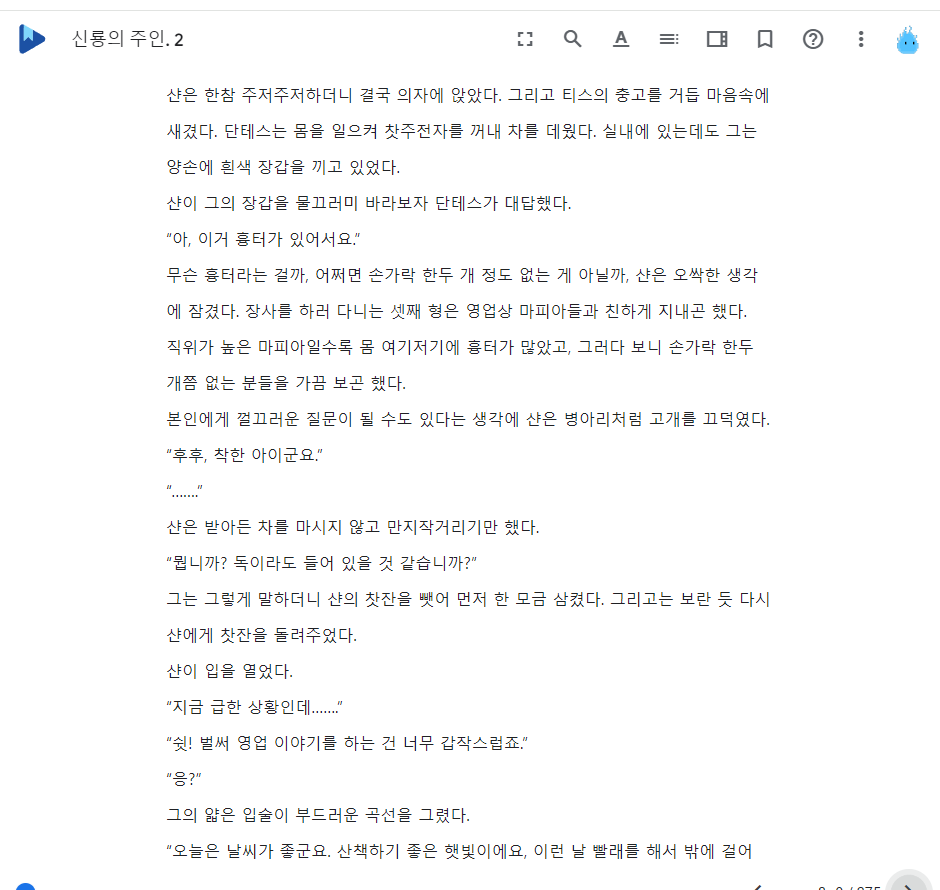 신룡의 주인. 2
샨은 한참 주저주저하더니 결국 의자에 앉았다. 그리고 티스의 충고를 거듭 마음속에
새겼다. 단테스는 몸을 일으켜 찻주전자를 꺼내 차를 데웠다. 실내에 있는데도 그는
양손에 흰색 장갑을 끼고 있었다.
샨이 그의 장갑을 물끄러미 바라보자 단테스가 대답했다.
“아, 이거 흉터가 있어서요.”
무슨 흉터라는 걸까, 어쩌면 손가락 한두 개 정도 없는 게 아닐까, 샨은 오싹한 생각
에 잠겼다. 장사를 하러 다니는 셋째 형은 영업상 마피아들과 친하게 지내곤 했다.
직위가 높은 마피아일수록 몸 여기저기에 흉터가 많았고, 그러다 보니 손가락 한두
개쯤 없는 분들을 가끔 보곤 했다.
본인에게 껄끄러운 질문이 될 수도 있다는 생각에 샨은 병아리처럼 고개를 끄덕였다.
“후후, 착한 아이군요.”
“…….”
샨은 받아든 차를 마시지 않고 만지작거리기만 했다.
“뭡니까? 독이라도 들어 있을 것 같습니까?”
그는 그렇게 말하더니 샨의 찻잔을 뺏어 먼저 한 모금 삼켰다. 그리고는 보란 듯 다시
샨에게 찻잔을 돌려주었다.
샨이 입을 열었다.
“지금 급한 상황인데…….”
“쉿! 벌써 영업 이야기를 하는 건 너무 갑작스럽죠.”
“응?”
그의 얇은 입술이 부드러운 곡선을 그렸다.
“오늘은 날씨가 좋군요. 산책하기 좋은 햇빛이에요, 이런 날 빨래를 해서 밖에 걸어